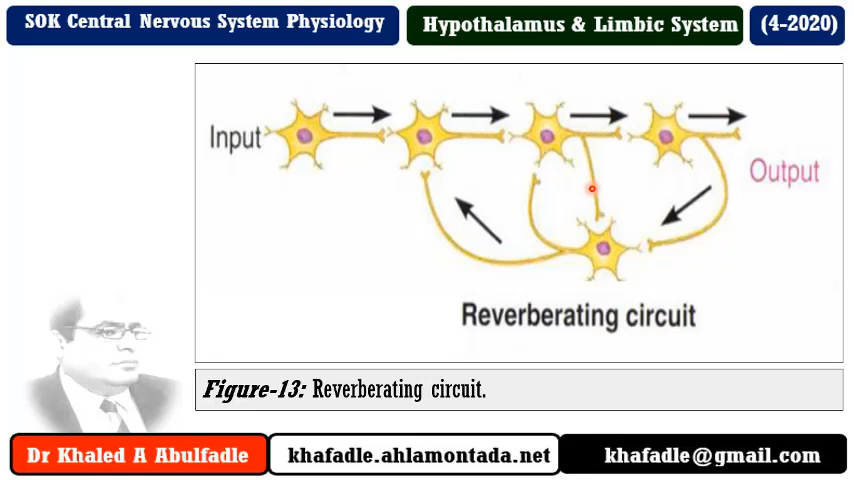 SOK Central Nervous System Physiology
Hypothalamus & Limbic System
(4-2020)
Input
Output
Reverberating circuit
Figure-13: Reverberating circuit.
Dr Khaled A Abulfadle
khafadle.ahlamontada.net
khafadle@gmail.com